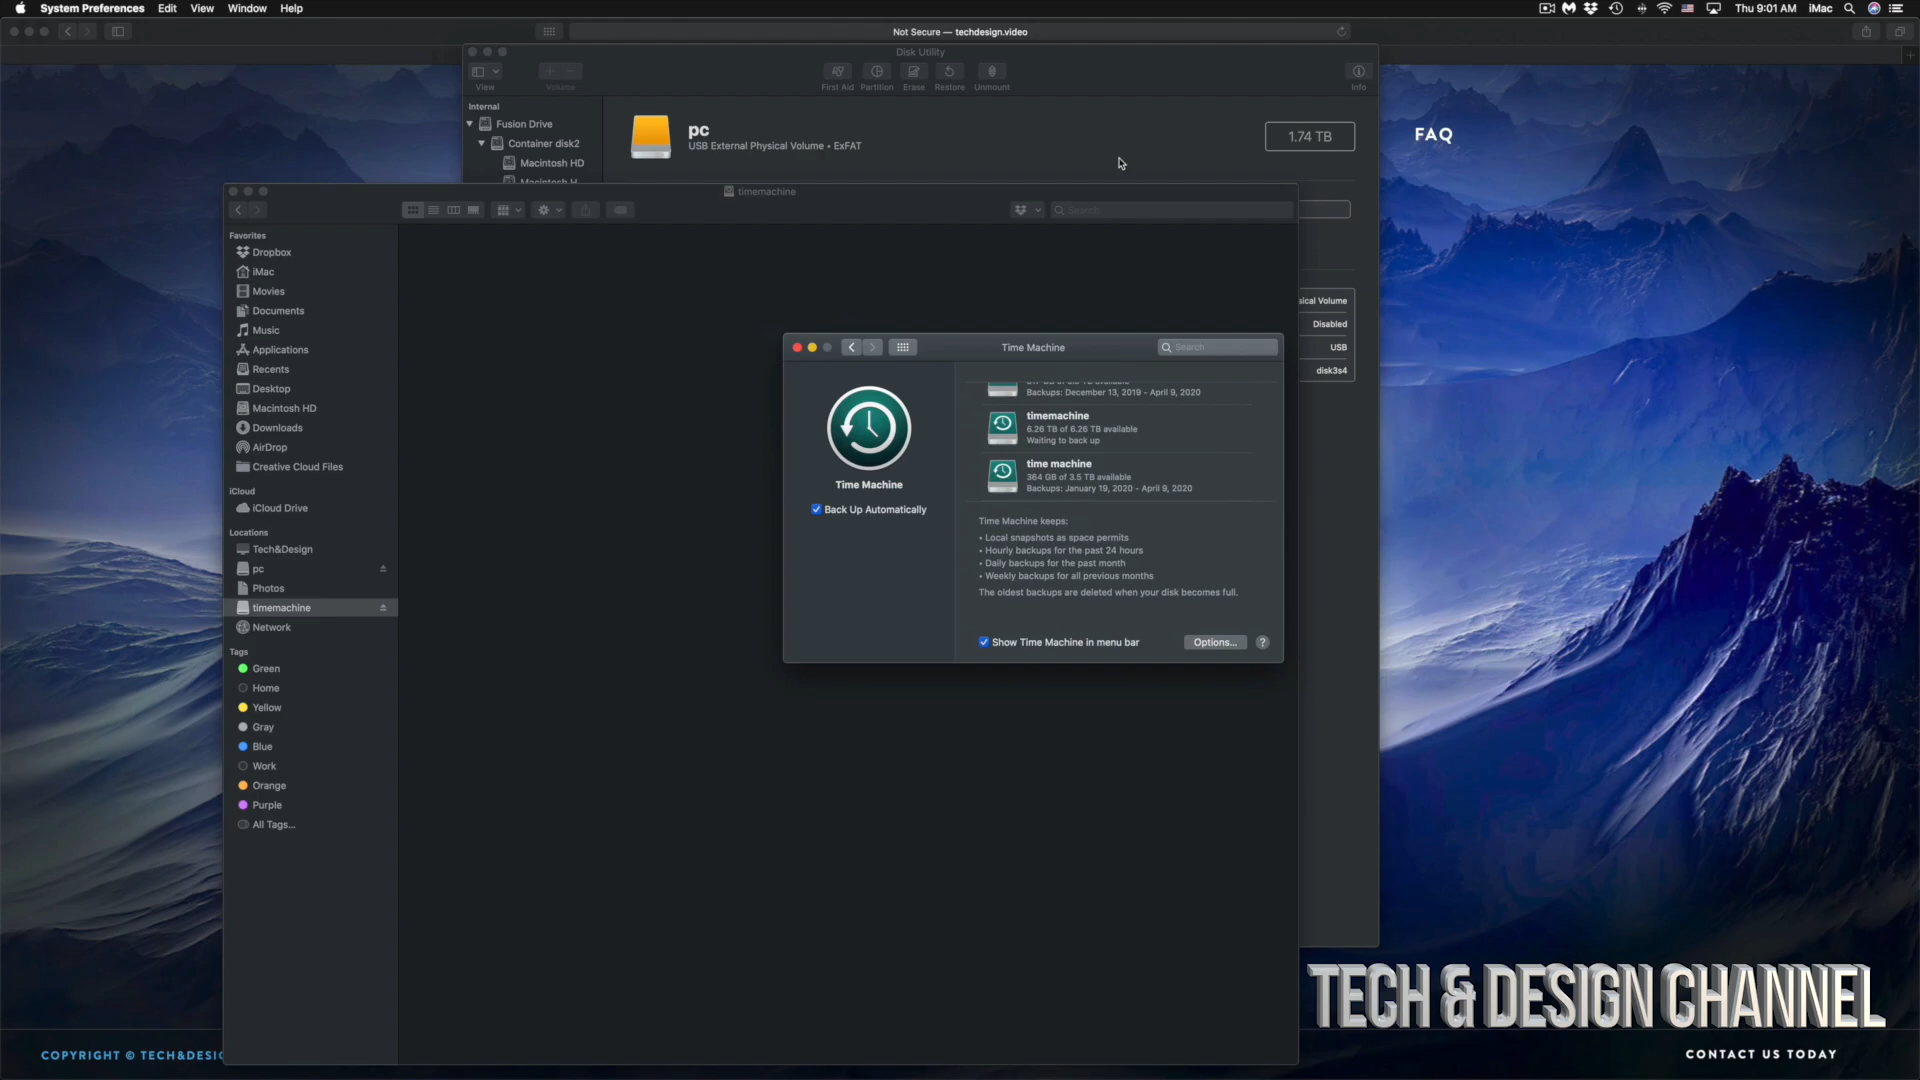 System Preferences Edit View Window Help
Thu 9:01 AM iMac
Not Secure — techdesign.video
Disk Utility
View
Volume
First Aid Partition Erase Restore Unmount
Info
Internal
Fusion Drive
Container disk2
Macintosh HD
Macintosh H
pc
USB External Physical Volume • ExFAT
1.74 TB
FAQ
timemachine
Search
Favorites
Dropbox
iMac
Movies
Documents
Music
Applications
Recents
Desktop
Macintosh HD
Downloads
AirDrop
Creative Cloud Files
iCloud
iCloud Drive
Locations
Tech&Design
pc
Photos
timemachine
Network
Tags
Green
Home
Yellow
Gray
Blue
Work
Orange
Purple
All Tags...
sical Volume
Disabled
USB
disk3s4
Time Machine
Search
Time Machine
Back Up Automatically
Backups: December 13, 2019 - April 9, 2020
timemachine
6.26 TB of 6.26 TB available
Waiting to back up
time machine
364 GB of 3.5 TB available
Backups: January 19, 2020 - April 9, 2020
Time Machine keeps:
• Local snapshots as space permits
• Hourly backups for the past 24 hours
• Daily backups for the past month
• Weekly backups for all previous months
The oldest backups are deleted when your disk becomes full.
Show Time Machine in menu bar
Options...
?
TECH & DESIGN CHANNEL
COPYRIGHT © TECH&DESIG
CONTACT US TODAY